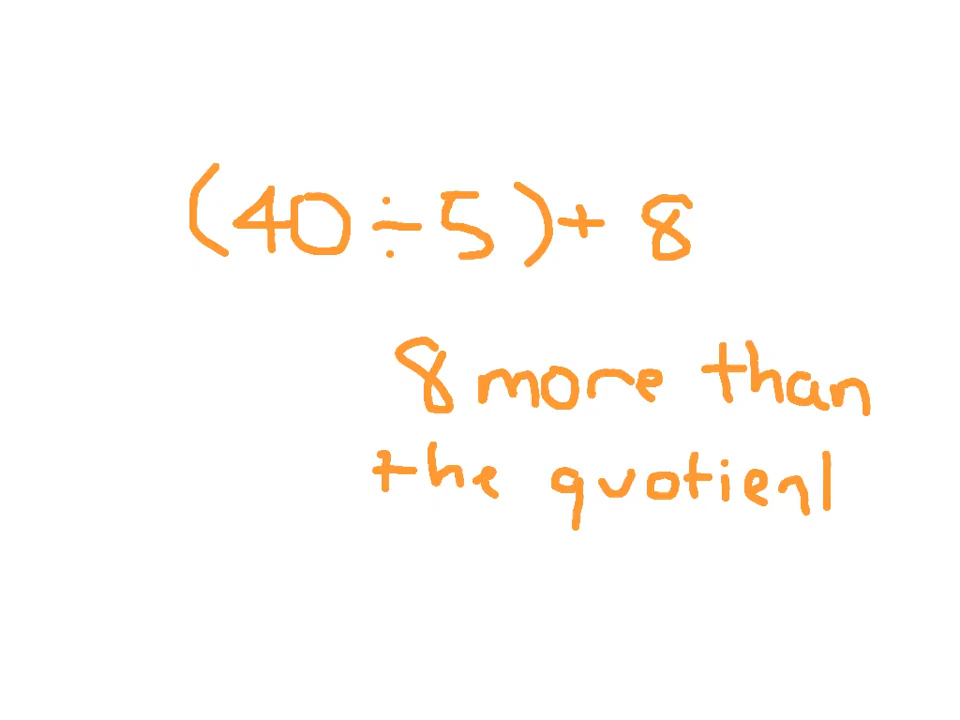 (40÷5)+ 8
8 more than
the quotient